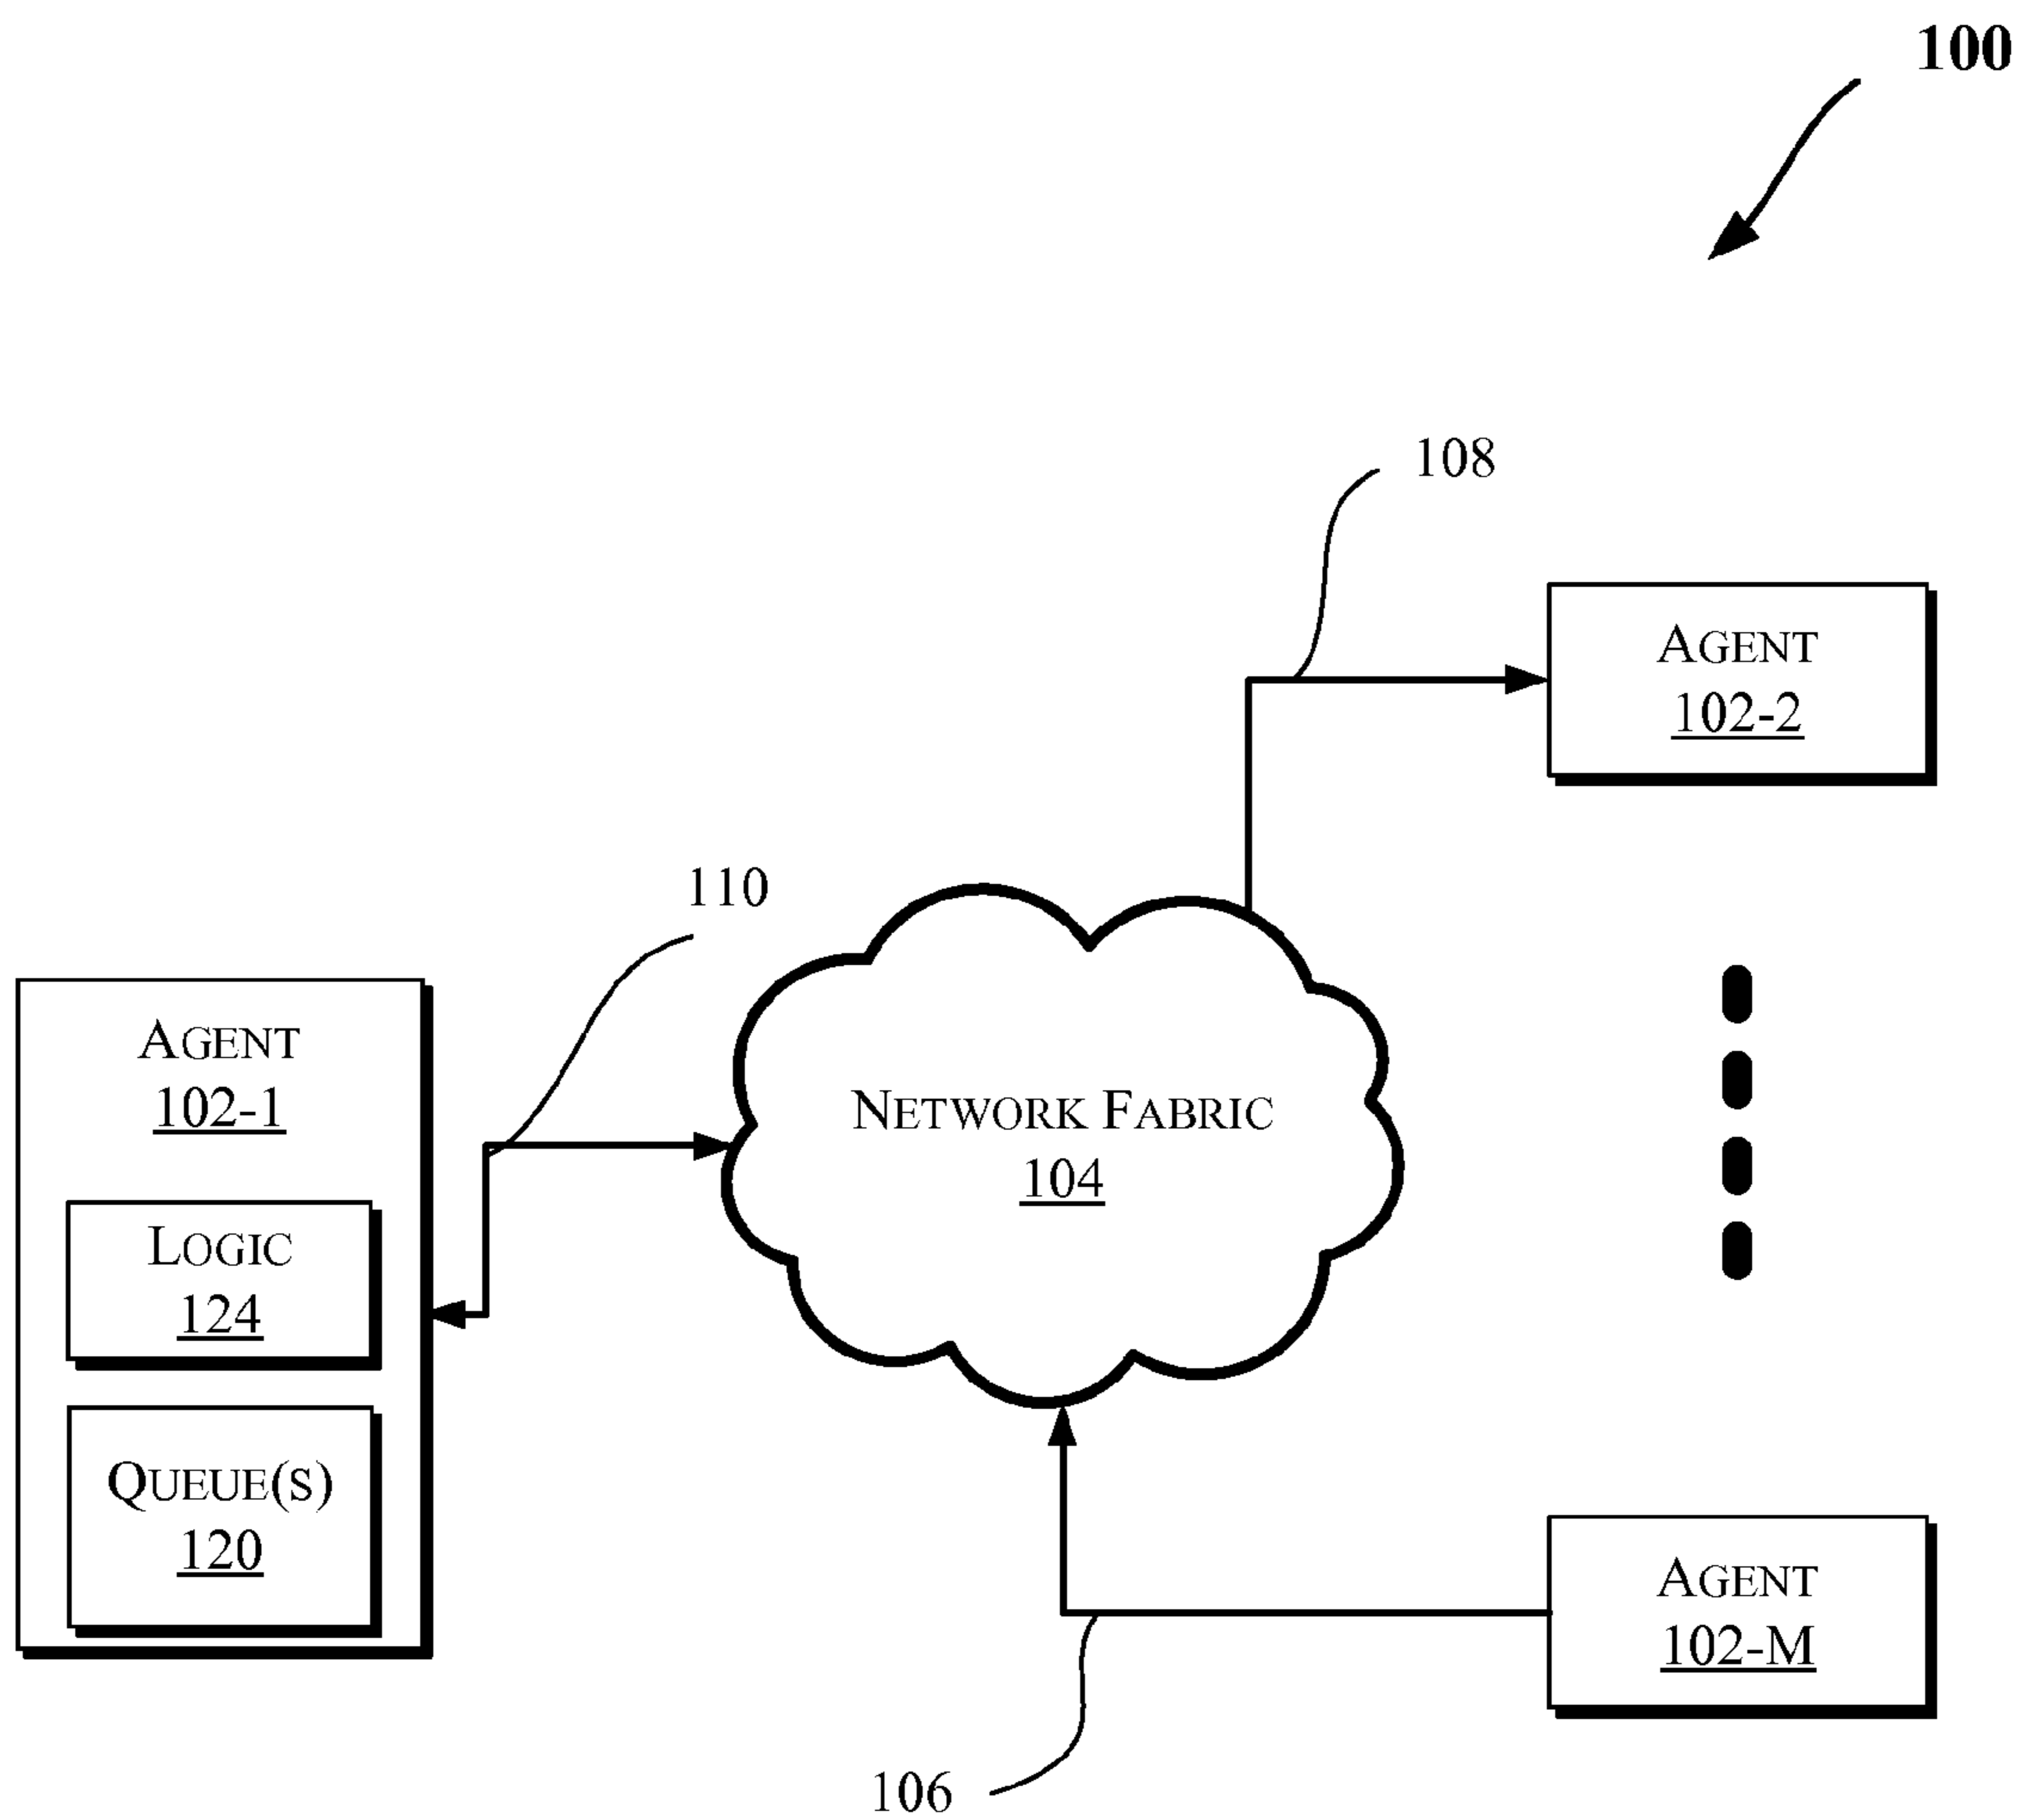 100
108
AGENT
102-2
110
AGENT
102-1
NETWORK FABRIC
104
LOGIC
124
QUEUE(S)
120
AGENT
102-M
106